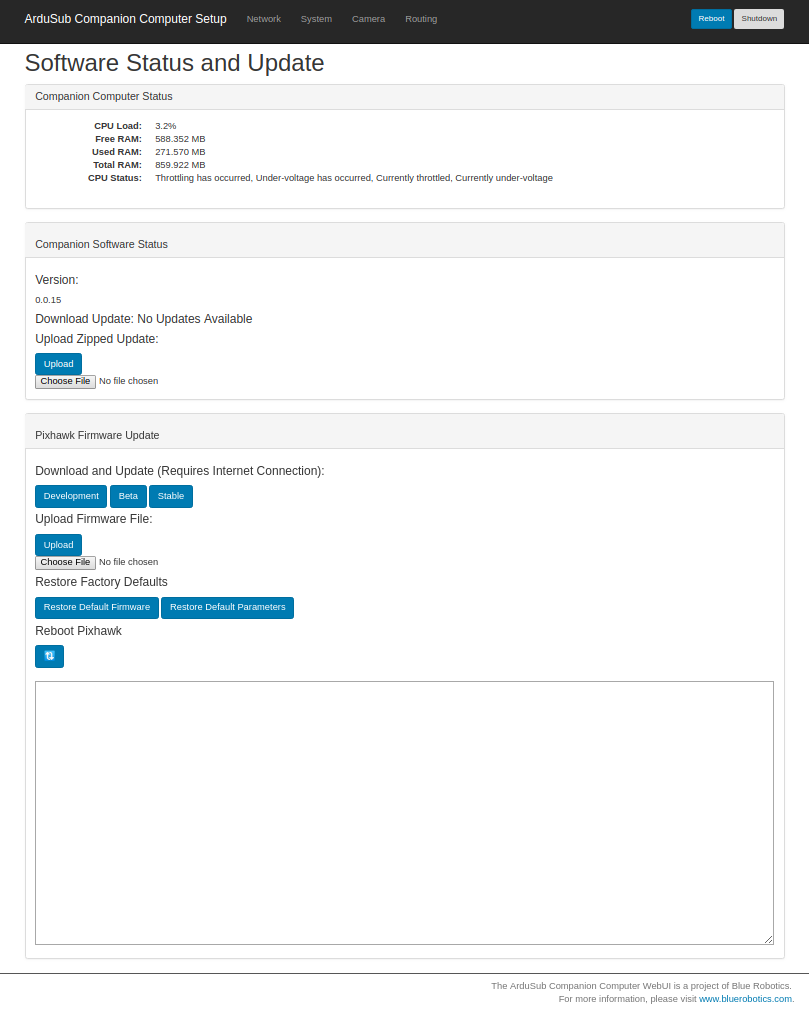 ArduSub Companion Computer Setup Network System Camera Routing Reboot Shutdown
Software Status and Update
Companion Computer Status
CPU Load: 3.2%
Free RAM: 588.352 MB
Used RAM: 271.570 MB
Total RAM: 859.922 MB
CPU Status: Throttling has occurred, Under-voltage has occurred, Currently throttled, Currently under-voltage
Companion Software Status
Version:
0.0.15
Download Update: No Updates Available
Upload Zipped Update:
Upload
Choose File No file chosen
Pixhawk Firmware Update
Download and Update (Requires Internet Connection):
Development Beta Stable
Upload Firmware File:
Upload
Choose File No file chosen
Restore Factory Defaults
Restore Default Firmware Restore Default Parameters
Reboot Pixhawk
The ArduSub Companion Computer WebUI is a project of Blue Robotics.
For more information, please visit www.bluerobotics.com.